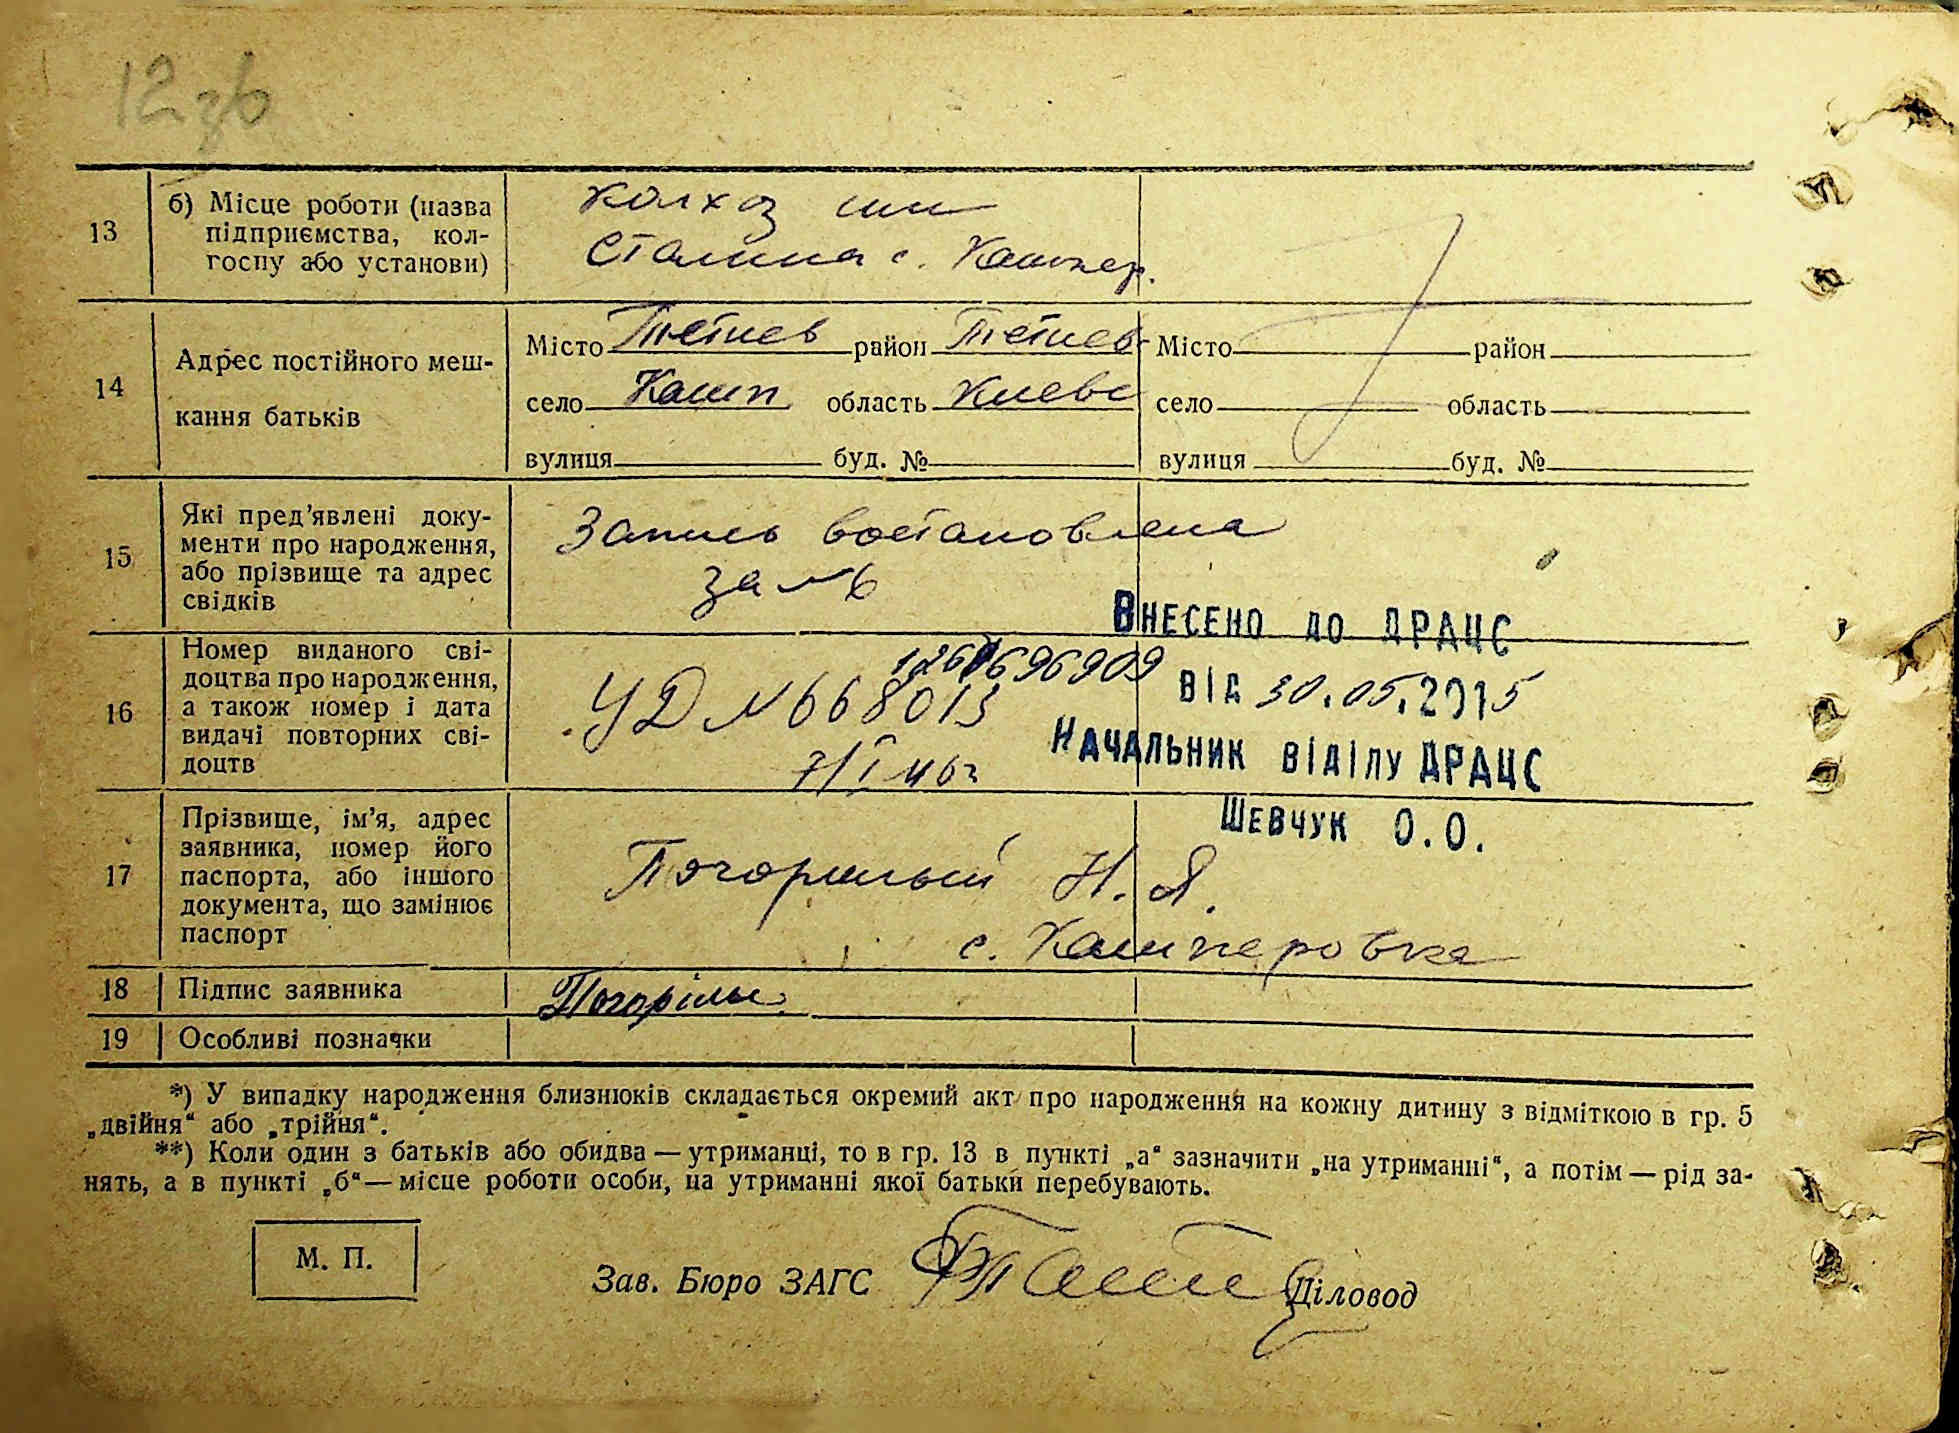 12зв
13
б) Місце роботи (назва
підприємства, кол-
госпу або установи)
колхоз им
Сталина с. Кашпер.
14
Адрес постійного меш-
кання батьків
Місто Тетиев район Тетиев
село Кашп область Киевс
вулиця буд. №
Місто район
село область
вулиця буд. №
15
Які пред’явлені доку-
менти про народження,
або прізвище та адрес
свідків
Запись востановлена
за №
Внесено до ДРАЦС
від 30.05.2015
Начальник відділу ДРАЦС
Шевчук О.О.
16
Номер виданого сві-
доцтва про народження,
а також номер і дата
видачі повторних сві-
доцтв
УД №668013
7/I 46г
17
Прізвище, ім’я, адрес
заявника, номер його
паспорта, або іншого
документа, що замінює
паспорт
Погорилый Н. Я.
с. Кашперовка
18
Підпис заявника
19
Особливі позначки
*) У випадку народження близнюків складається окремий акт про народження на кожну дитину з відміткою в гр. 5
„двійня“ або „трійня“.
**) Коли один з батьків або обидва — утриманці, то в гр. 13 в пункті „а“ зазначити „на утриманні“, а потім — рід за-
нять, а в пункті „б“ — місце роботи особи, на утриманні якої батьки перебувають.
М. П.
Зав. Бюро ЗАГС
Діловод